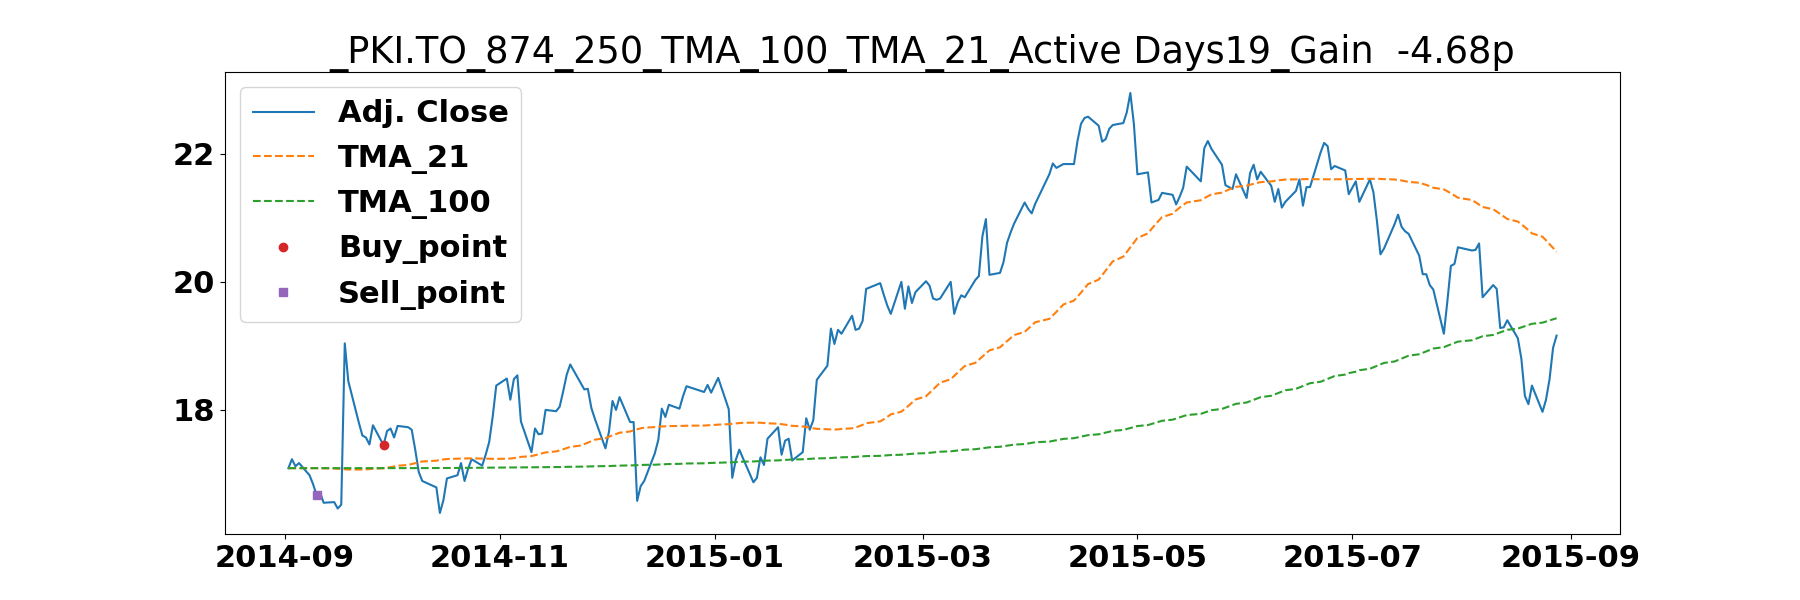 _PKI.TO_874_250_TMA_100_TMA_21_Active Days19_Gain  -4.68p
Adj. Close
TMA_21
TMA_100
Buy_point
Sell_point
22
20
18
2014-09
2014-11
2015-01
2015-03
2015-05
2015-07
2015-09